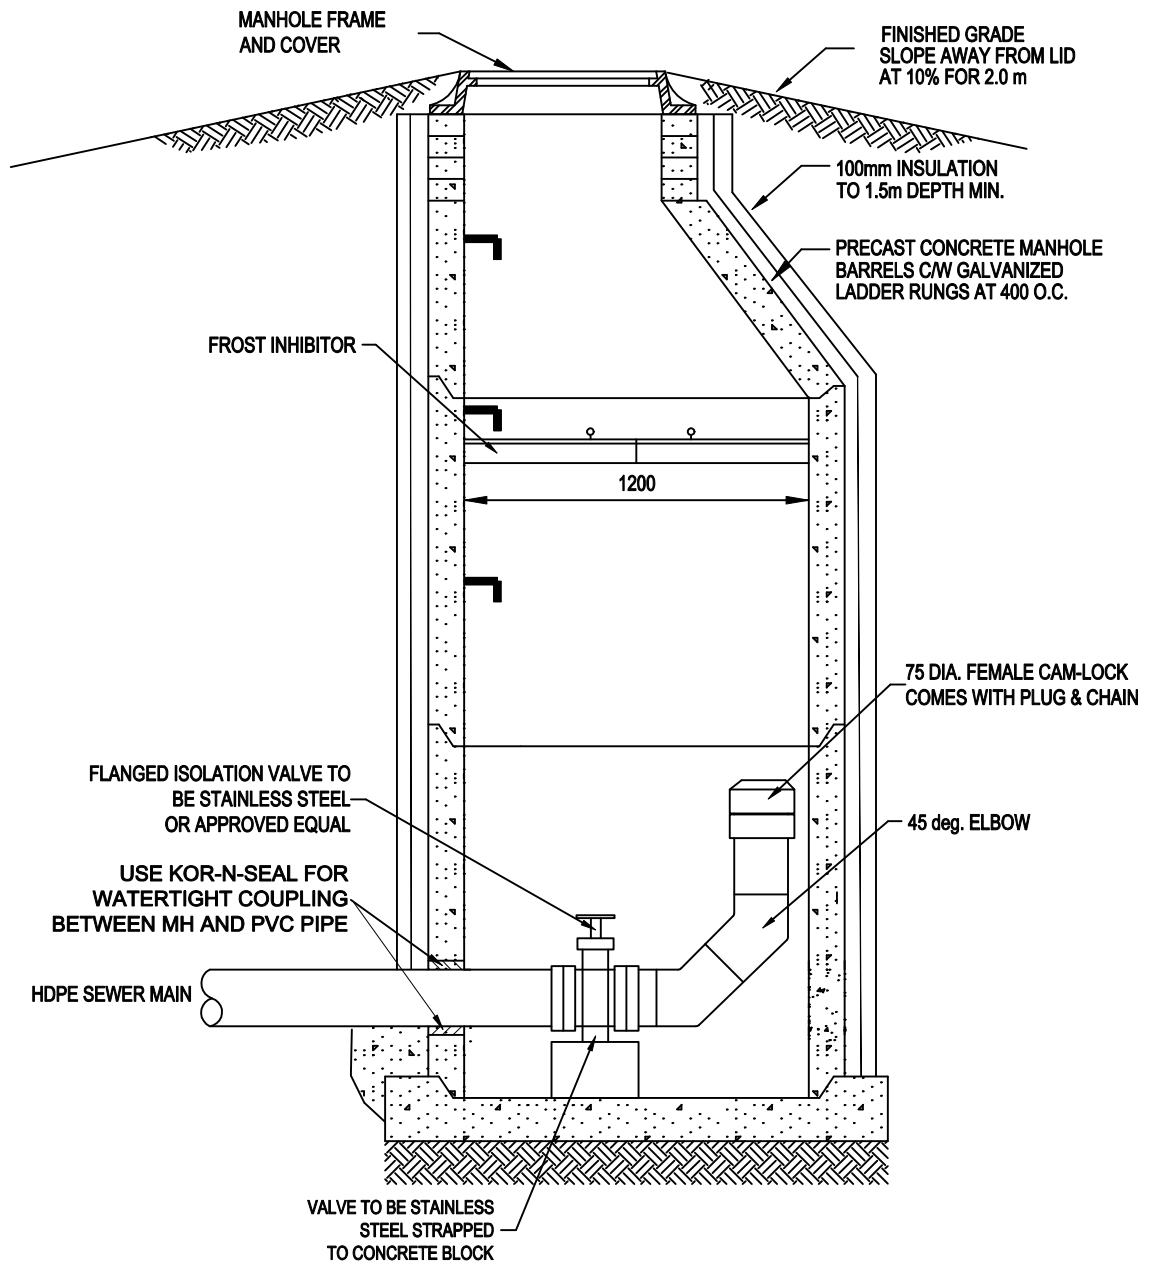 MANHOLE FRAME
AND COVER
FINISHED GRADE
SLOPE AWAY FROM LID
AT 10% FOR 2.0 m
100mm INSULATION
TO 1.5m DEPTH MIN.
PRECAST CONCRETE MANHOLE
BARRELS C/W GALVANIZED
LADDER RUNGS AT 400 O.C.
FROST INHIBITOR
1200
75 DIA. FEMALE CAM-LOCK
COMES WITH PLUG & CHAIN
FLANGED ISOLATION VALVE TO
BE STAINLESS STEEL
OR APPROVED EQUAL
45 deg. ELBOW
USE KOR-N-SEAL FOR
WATERTIGHT COUPLING
BETWEEN MH AND PVC PIPE
HDPE SEWER MAIN
VALVE TO BE STAINLESS
STEEL STRAPPED
TO CONCRETE BLOCK